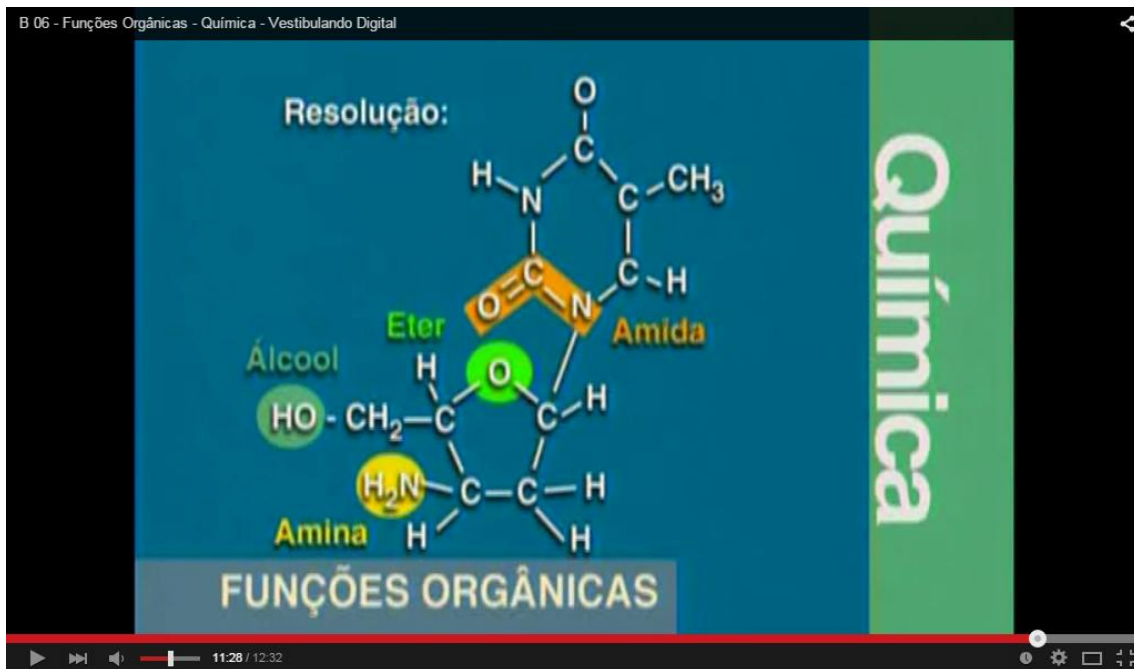 B 06 - Funções Orgânicas - Química - Vestibulando Digital
Resolução:
O
C
H
N
C
CH3
C
O
C
H
N
Eter
Amida
Álcool
H
O
HO - CH2
C
C
H
H2N
C
C
H
Amina
H
H
FUNÇÕES ORGÂNICAS
Química
11:28 / 12:32